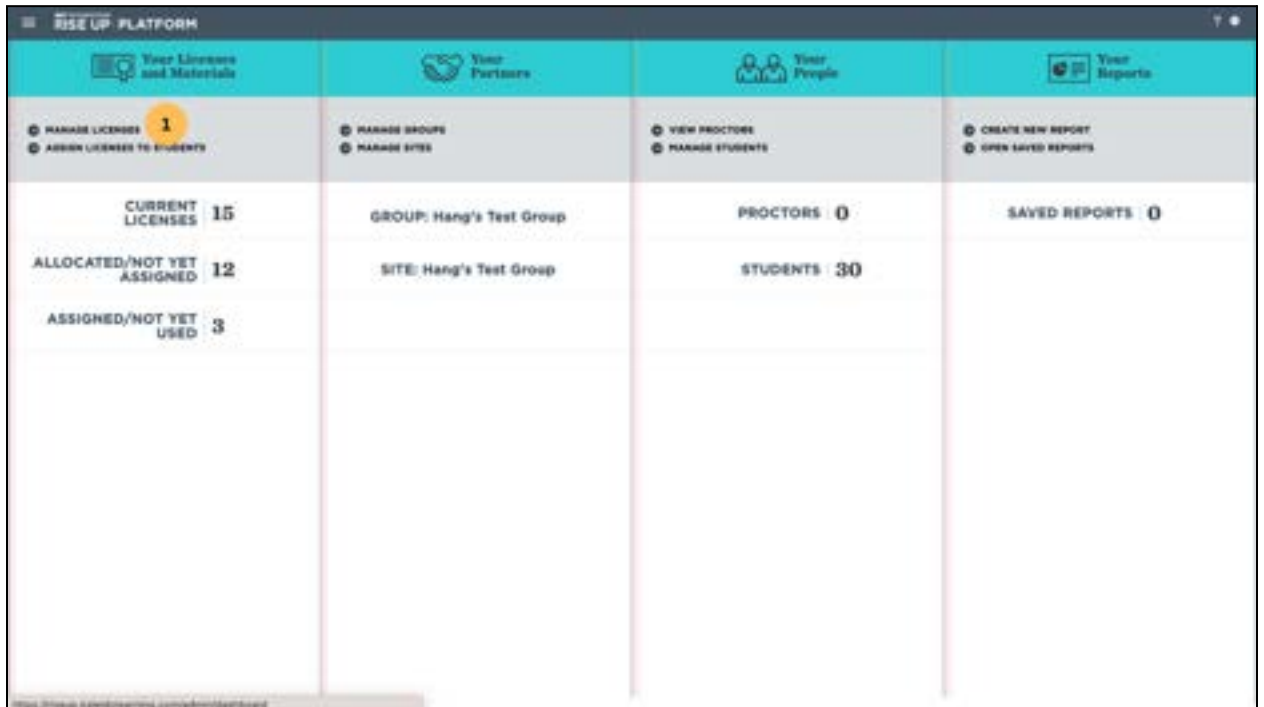 RISE UP PLATFORM
?
Your Licenses
and Materials
Your
Partners
Your
People
Your
Reports
MANAGE LICENSES
1
ASSIGN LICENSES TO STUDENTS
MANAGE GROUPS
MANAGE SITES
VIEW PROCTORS
MANAGE STUDENTS
CREATE NEW REPORT
OPEN SAVED REPORTS
CURRENT
LICENSES 15
ALLOCATED/NOT YET
ASSIGNED 12
ASSIGNED/NOT YET
USED 3
GROUP: Hang's Test Group
SITE: Hang's Test Group
PROCTORS 0
STUDENTS 30
SAVED REPORTS 0